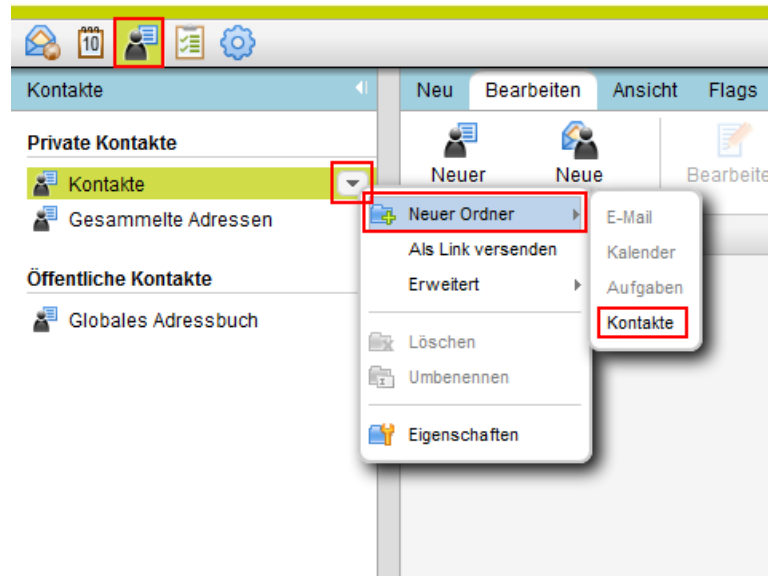 10
Kontakte
Neu Bearbeiten Ansicht Flags
Private Kontakte
Kontakte
Gesammelte Adressen
Öffentliche Kontakte
Globales Adressbuch
Neuer Neue Bearbeite
Neuer Ordner
Als Link versenden
Erweitert
Löschen
Umbenennen
Eigenschaften
E-Mail
Kalender
Aufgaben
Kontakte